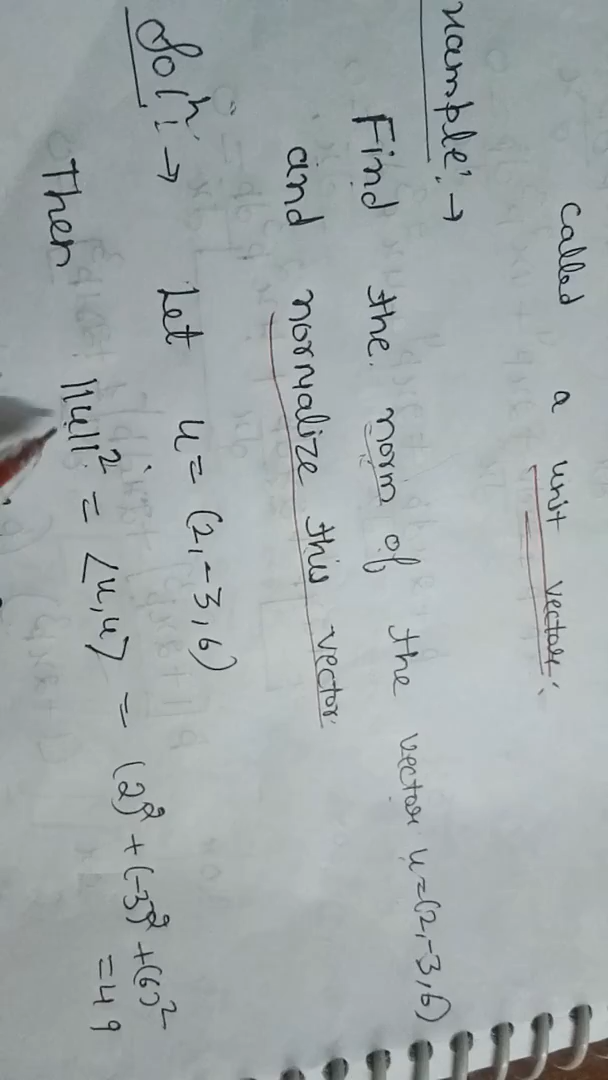 called a unit vector.
xample:→
Find the norm of the vector u=(2,-3,6)
and normalize this vector
Solⁿ:→ Let u = (2,-3,6)
Then ||u||² = <u,u> = (2)² + (-3)² + (6)²
= 49